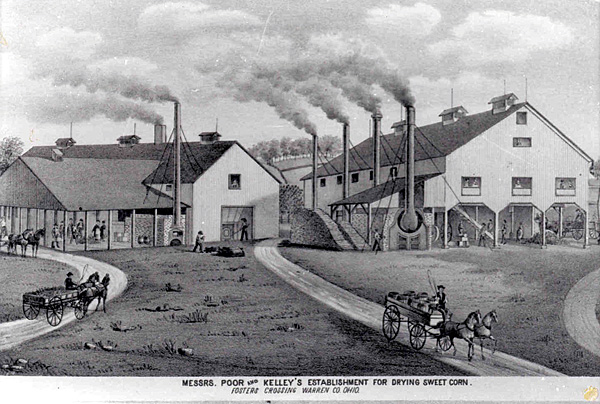 MESSRS. POOR AND KELLEY'S ESTABLISHMENT FOR DRYING SWEET CORN.
FOSTERS CROSSING WARREN CO. OHIO.